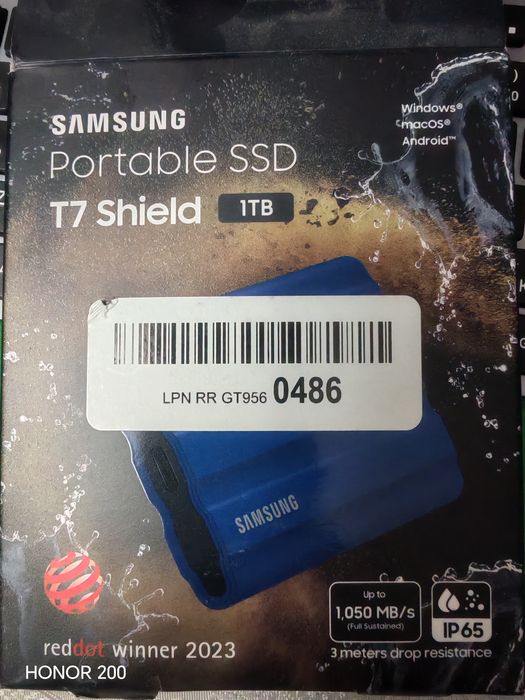 SAMSUNG
Portable SSD
T7 Shield 1TB
Windows®
macOS®
Android™
LPN RR GT956 0486
SAMSUNG
reddot winner 2023
Up to
1,050 MB/s
(Full Sustained)
IP65
3 meters drop resistance
HONOR 200